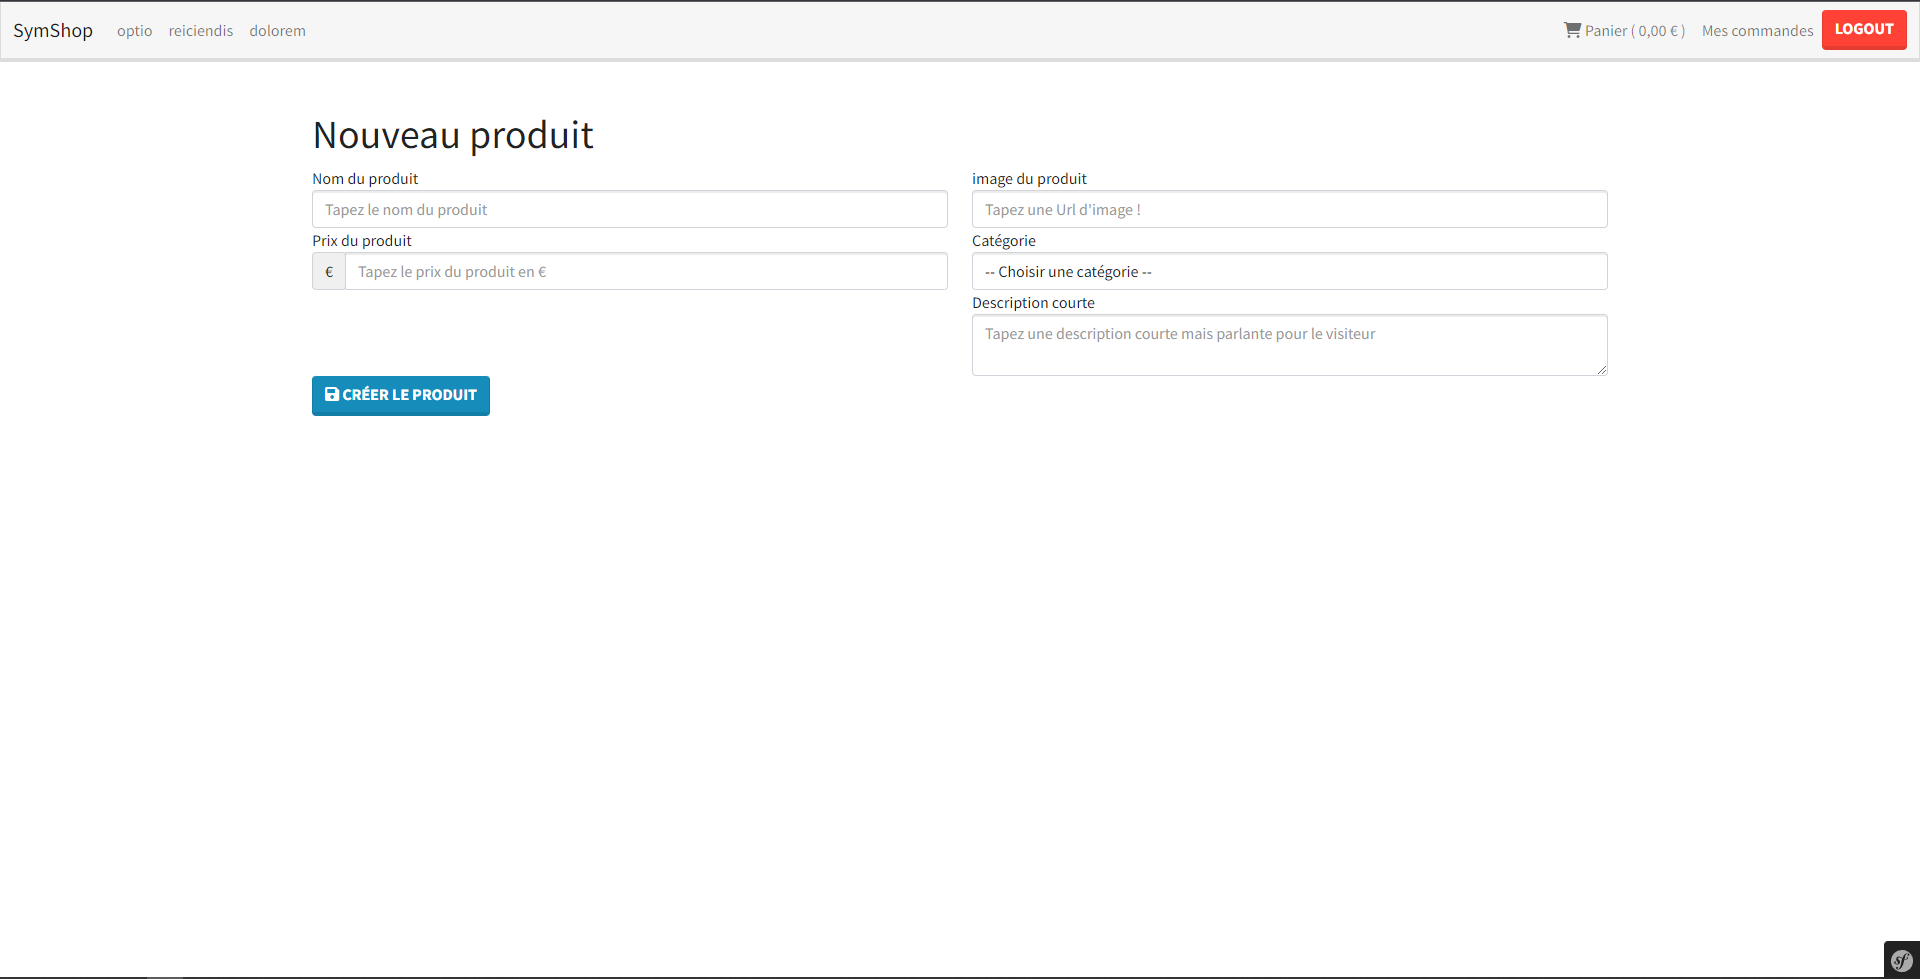 SymShop optio reiciendis dolorem Panier ( 0,00 € ) Mes commandes LOGOUT
Nouveau produit
Nom du produit
Tapez le nom du produit
Prix du produit
€ Tapez le prix du produit en €
image du produit
Tapez une Url d'image !
Catégorie
-- Choisir une catégorie --
Description courte
Tapez une description courte mais parlante pour le visiteur
CRÉER LE PRODUIT
sf